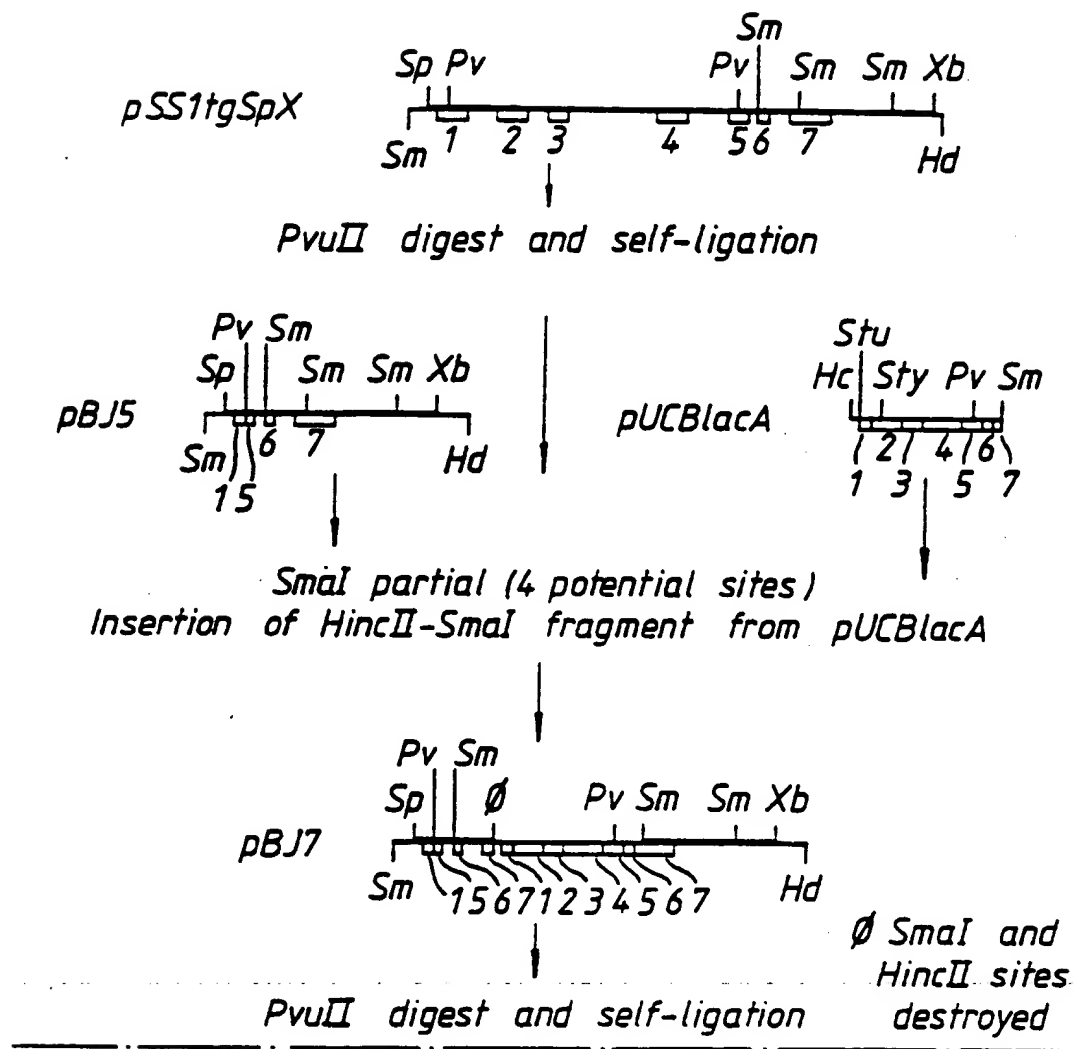 Sm
Sp Pv Pv Sm Sm Xb
pSS1tgSpX
1 2 3 4 5 6 7
Sm Hd
PvuII digest and self-ligation
Pv Sm
Sp Sm Sm Xb
pBJ5
6 7
Sm Hd
1 5
Stu
Hc Sty Pv Sm
pUCBlacA
2 4 6
1 3 5 7
SmaI partial (4 potential sites)
Insertion of HincII-SmaI fragment from pUCBlacA
Pv Sm
Sp Ø Pv Sm Sm Xb
pBJ7
Sm 1 5 6 7 1 2 3 4 5 6 7 Hd
Ø SmaI and
HincII sites
destroyed
PvuII digest and self-ligation